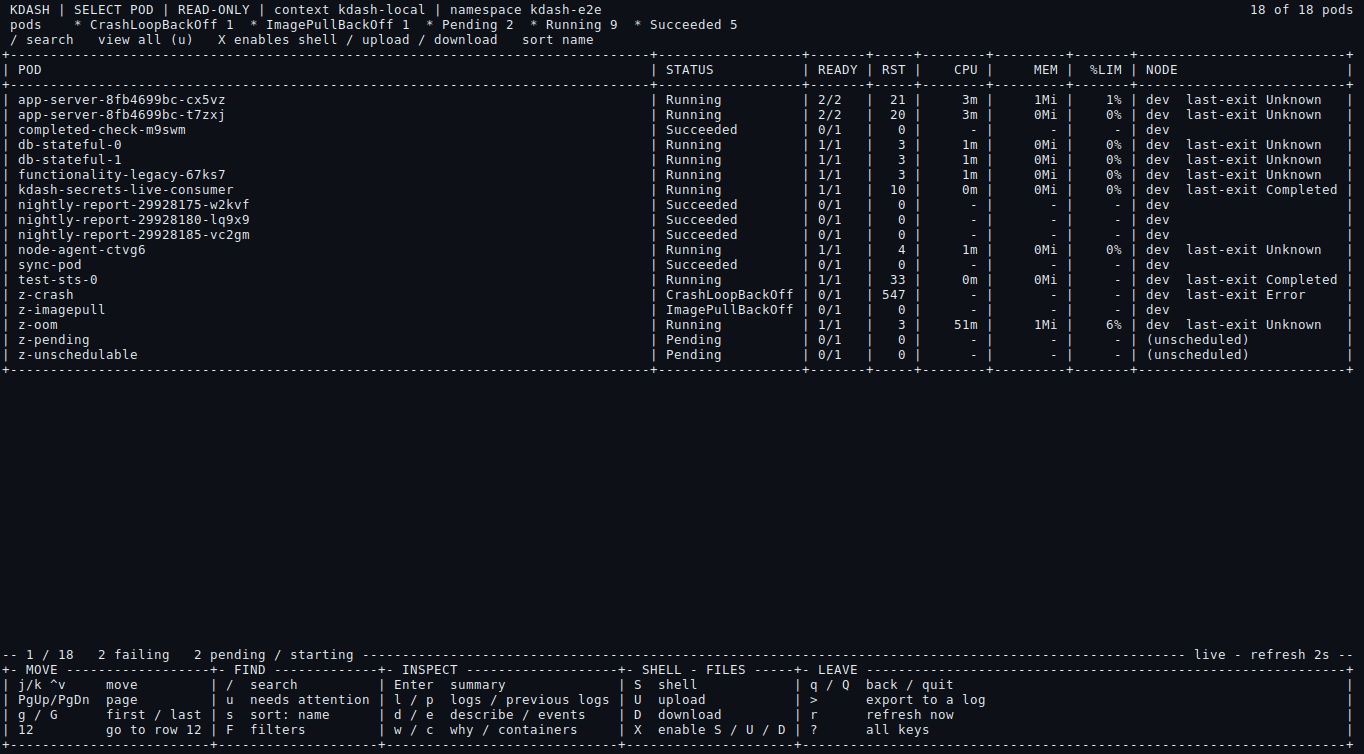 KDASH | SELECT POD | READ-ONLY | context kdash-local | namespace kdash-e2e 18 of 18 pods
pods * CrashLoopBackOff 1 * ImagePullBackOff 1 * Pending 2 * Running 9 * Succeeded 5
/ search view all (u) X enables shell / upload / download sort name
| POD | STATUS | READY | RST | CPU | MEM | %LIM | NODE |
| app-server-8fb4699bc-cx5vz | Running | 2/2 | 21 | 3m | 1Mi | 1% | dev last-exit Unknown |
| app-server-8fb4699bc-t7zxj | Running | 2/2 | 20 | 3m | 0Mi | 0% | dev last-exit Unknown |
| completed-check-m9swm | Succeeded | 0/1 | 0 | - | - | - | dev |
| db-stateful-0 | Running | 1/1 | 3 | 1m | 0Mi | 0% | dev last-exit Unknown |
| db-stateful-1 | Running | 1/1 | 3 | 1m | 0Mi | 0% | dev last-exit Unknown |
| functionality-legacy-67ks7 | Running | 1/1 | 3 | 1m | 0Mi | 0% | dev last-exit Unknown |
| kdash-secrets-live-consumer | Running | 1/1 | 10 | 0m | 0Mi | 0% | dev last-exit Completed |
| nightly-report-29928175-w2kvf | Succeeded | 0/1 | 0 | - | - | - | dev |
| nightly-report-29928180-lq9x9 | Succeeded | 0/1 | 0 | - | - | - | dev |
| nightly-report-29928185-vc2gm | Succeeded | 0/1 | 0 | - | - | - | dev |
| node-agent-ctvg6 | Running | 1/1 | 4 | 1m | 0Mi | 0% | dev last-exit Unknown |
| sync-pod | Succeeded | 0/1 | 0 | - | - | - | dev |
| test-sts-0 | Running | 1/1 | 33 | 0m | 0Mi | - | dev last-exit Completed |
| z-crash | CrashLoopBackOff | 0/1 | 547 | - | - | - | dev last-exit Error |
| z-imagepull | ImagePullBackOff | 0/1 | 0 | - | - | - | dev |
| z-oom | Running | 1/1 | 3 | 51m | 1Mi | 6% | dev last-exit Unknown |
| z-pending | Pending | 0/1 | 0 | - | - | - | (unscheduled) |
| z-unschedulable | Pending | 0/1 | 0 | - | - | - | (unscheduled) |
-- 1 / 18 2 failing 2 pending / starting -- live - refresh 2s --
+- MOVE -+- FIND -+- INSPECT -+- SHELL - FILES -+- LEAVE -+
| j/k ^v move | / search | Enter summary | S shell | q / Q back / quit |
| PgUp/PgDn page | u needs attention | l / p logs / previous logs | U upload | > export to a log |
| g / G first / last | s sort: name | d / e describe / events | D download | r refresh now |
| 12 go to row 12 | F filters | w / c why / containers | X enable S / U / D | ? all keys |